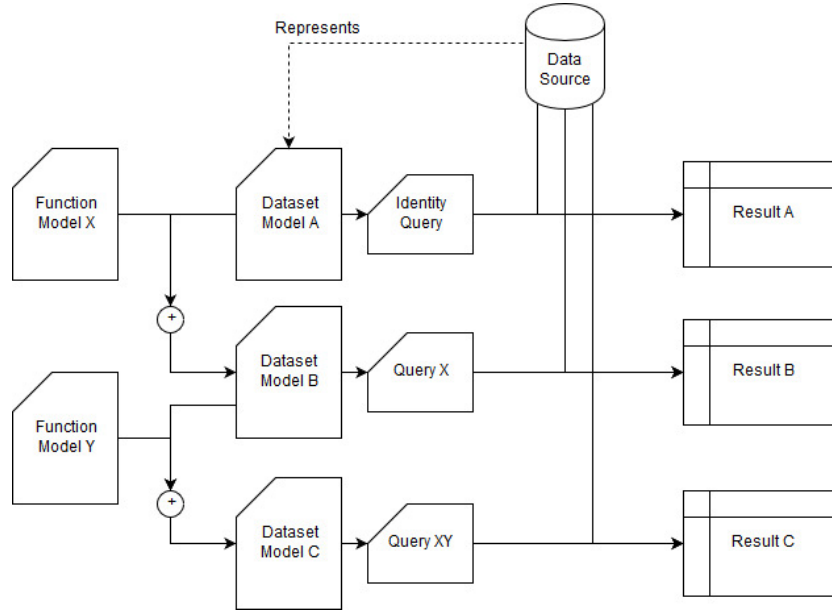 Represents
Data
Source
Function
Model X
Dataset
Model A
Identity
Query
Result A
+
Dataset
Model B
Query X
Result B
Function
Model Y
+
Dataset
Model C
Query XY
Result C